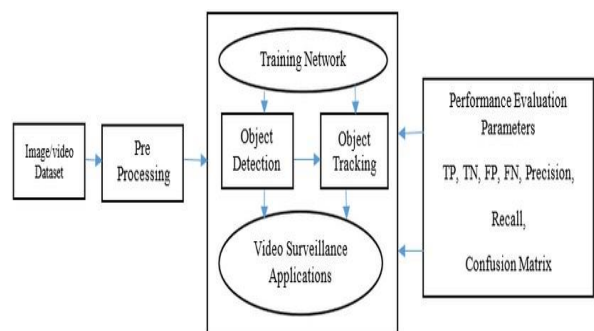 Image/video
Dataset
Pre
Processing
Training Network
Object
Detection
Object
Tracking
Video Surveillance
Applications
Performance Evaluation
Parameters
TP, TN, FP, FN, Precision,
Recall,
Confusion Matrix